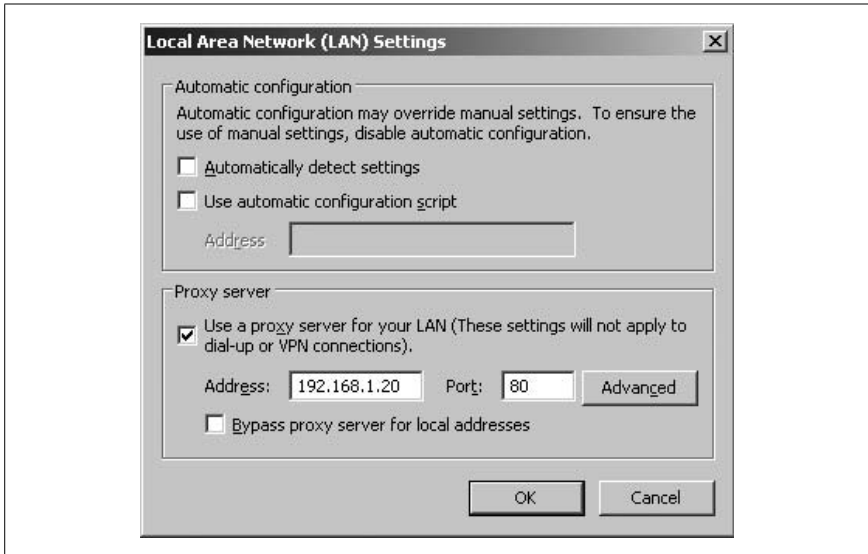 Local Area Network (LAN) Settings
Automatic configuration
Automatic configuration may override manual settings. To ensure the
use of manual settings, disable automatic configuration.
Automatically detect settings
Use automatic configuration script
Address
Proxy server
Use a proxy server for your LAN (These settings will not apply to
dial-up or VPN connections).
Address: 192.168.1.20 Port: 80 Advanced
Bypass proxy server for local addresses
OK Cancel